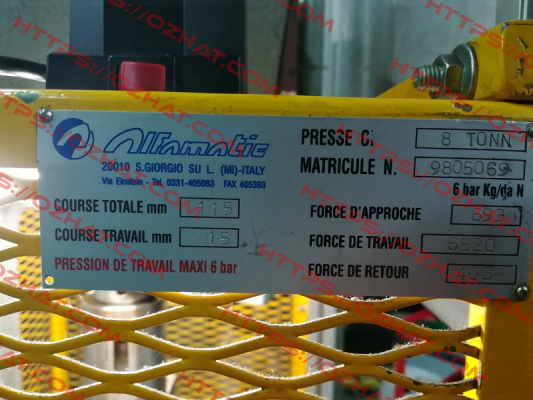 Alfamatic
20010 S.GIORGIO SU L. (MI)-ITALY
Via Einstein - Tel. 0331-405063 FAX 405393
PRESSE C. 8 TONN
MATRICULE N. 9805069
6 bar Kg/da N
COURSE TOTALE mm 115
COURSE TRAVAIL mm 15
PRESSION DE TRAVAIL MAXI 6 bar
FORCE D'APPROCHE 693
FORCE DE TRAVAIL 6520
FORCE DE RETOUR
HTTPS://OZHAT.COM